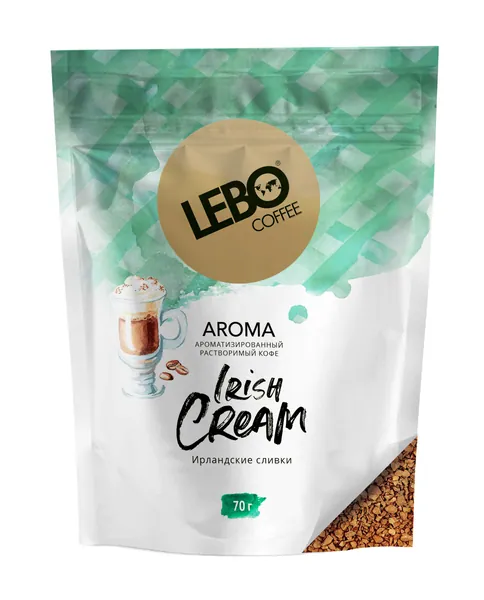 LEBO®
COFFEE
AROMA
АРОМАТИЗИРОВАННЫЙ
РАСТВОРИМЫЙ КОФЕ
IRISH
CREAM
Ирландские сливки
70 г